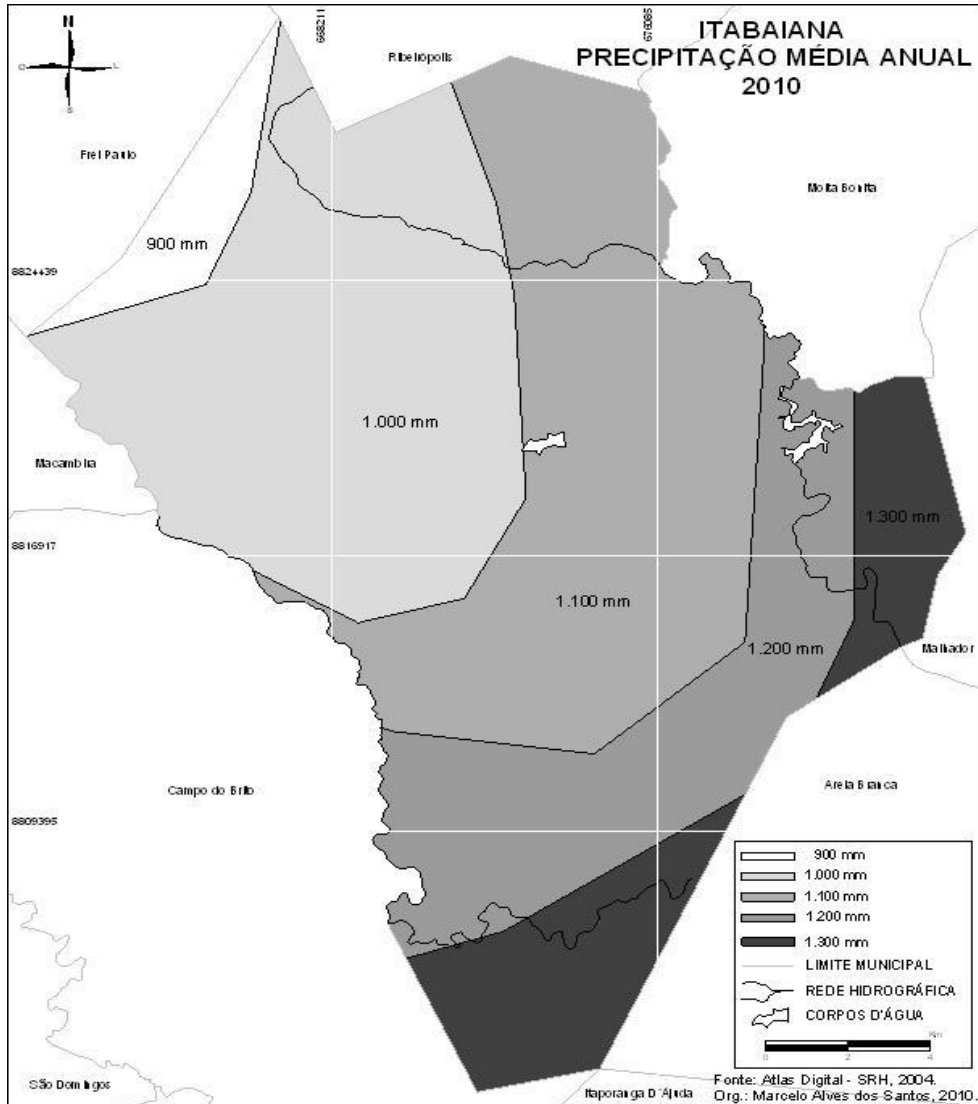 ITABAIANA
PRECIPITAÇÃO MÉDIA ANUAL
2010
N
O
L
S
668211
676085
Ribeirópolis
Frei Paulo
Moita Bonita
900 mm
8824439
1.000 mm
Macambira
1.300 mm
8816917
1.100 mm
1.200 mm
Malhador
Campo do Brito
Areia Branca
8809395
900 mm
1.000 mm
1.100 mm
1.200 mm
1.300 mm
LIMITE MUNICIPAL
REDE HIDROGRÁFICA
CORPOS D'ÁGUA
Km
0 2 4
São Domingos
Itaporanga D'Ajuda
Fonte: Atlas Digital - SRH, 2004.
Org.: Marcelo Alves dos Santos, 2010.